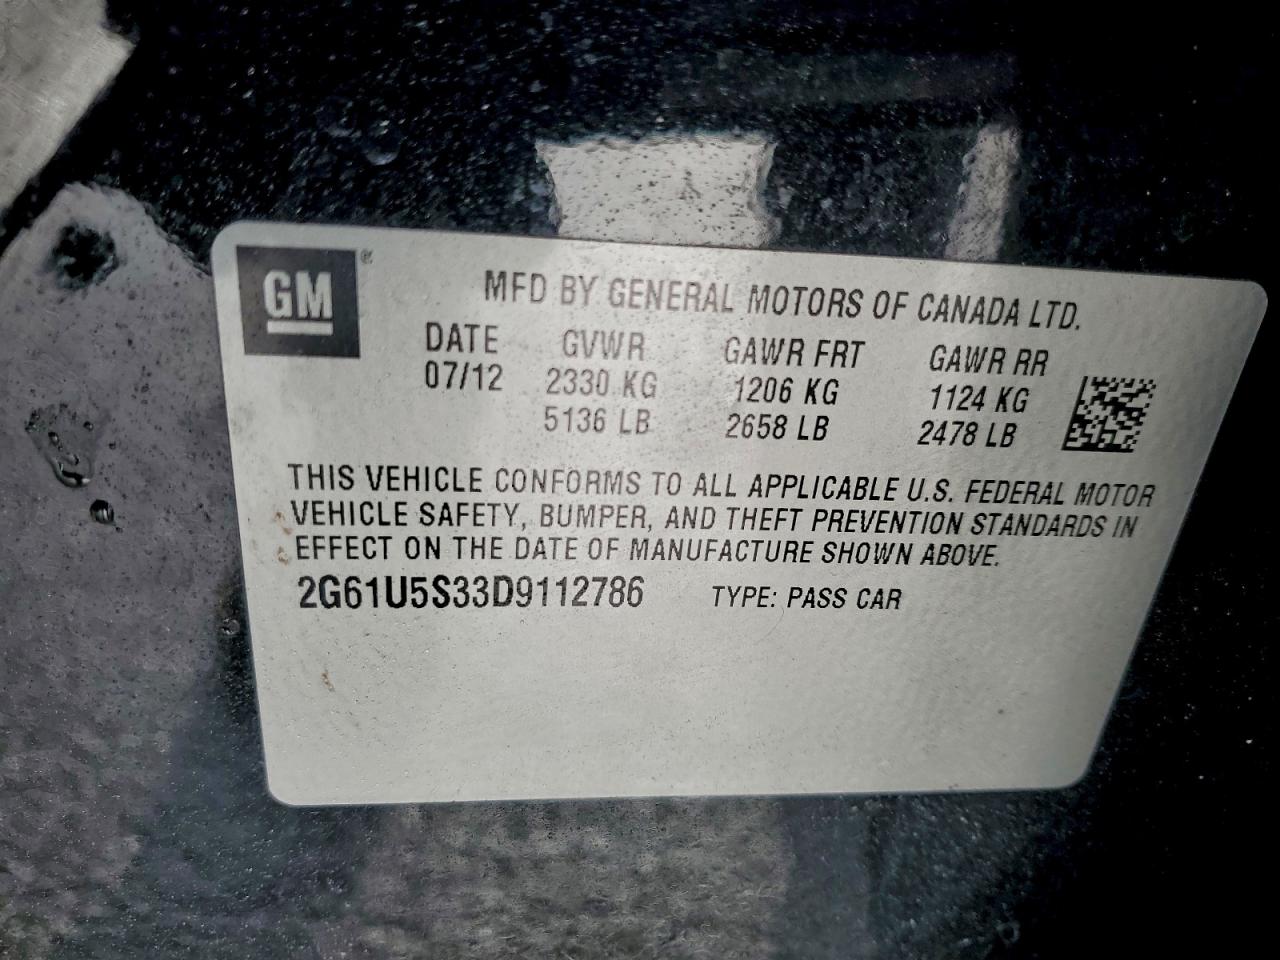 GM ®
MFD BY GENERAL MOTORS OF CANADA LTD.
DATE GVWR GAWR FRT GAWR RR
07/12 2330 KG 1206 KG 1124 KG
5136 LB 2658 LB 2478 LB
THIS VEHICLE CONFORMS TO ALL APPLICABLE U.S. FEDERAL MOTOR
VEHICLE SAFETY, BUMPER, AND THEFT PREVENTION STANDARDS IN
EFFECT ON THE DATE OF MANUFACTURE SHOWN ABOVE.
2G61U5S33D9112786 TYPE: PASS CAR